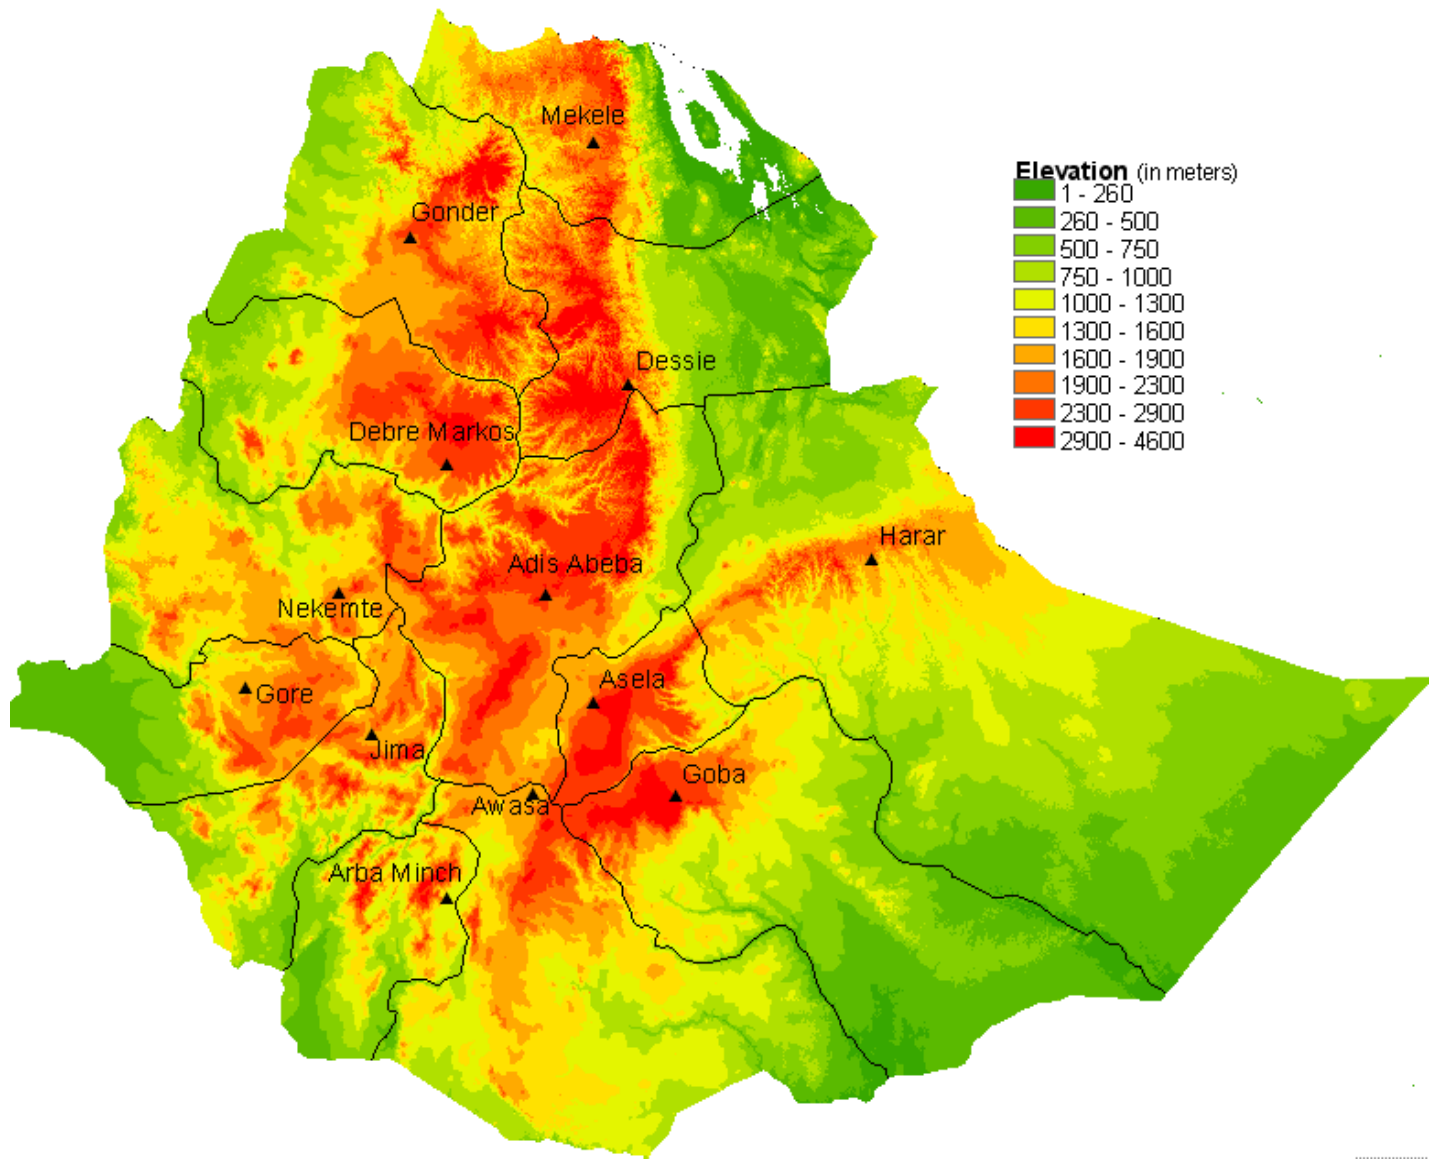 Mekele
Elevation (in meters)
1 - 260
260 - 500
500 - 750
750 - 1000
1000 - 1300
1300 - 1600
1600 - 1900
1900 - 2300
2300 - 2900
2900 - 4600
Gonder
Dessie
Debre Markos
Harar
Adis Abeba
Nekemte
Asela
Gore
Jima
Goba
Awasa
Arba Minch